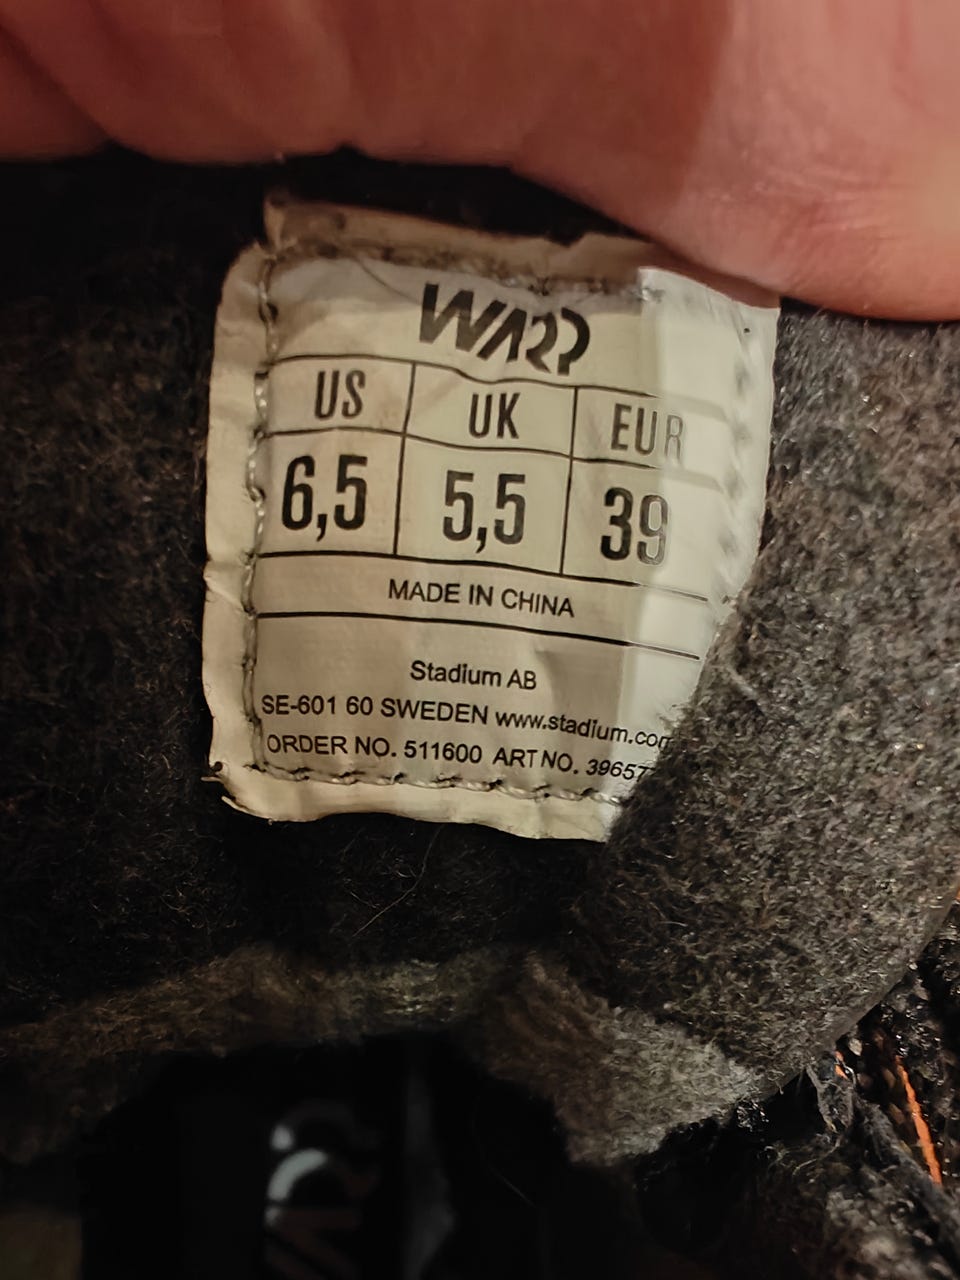 WARP
US UK EUR
6,5 5,5 39
MADE IN CHINA
Stadium AB
SE-601 60 SWEDEN www.stadium.com
ORDER NO. 511600 ART NO. 39657